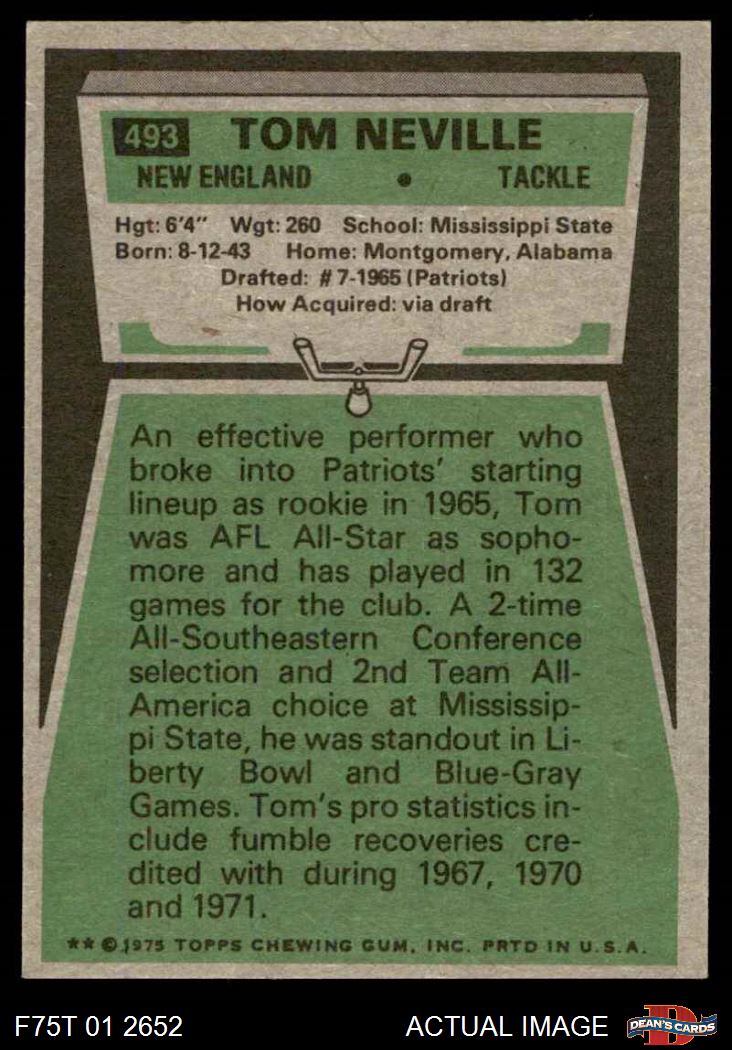 493 TOM NEVILLE
NEW ENGLAND • TACKLE
Hgt: 6'4" Wgt: 260 School: Mississippi State
Born: 8-12-43 Home: Montgomery, Alabama
Drafted: #7-1965 (Patriots)
How Acquired: via draft
An effective performer who
broke into Patriots' starting
lineup as rookie in 1965, Tom
was AFL All-Star as sopho-
more and has played in 132
games for the club. A 2-time
All-Southeastern Conference
selection and 2nd Team All-
America choice at Mississip-
pi State, he was standout in Li-
berty Bowl and Blue-Gray
Games. Tom's pro statistics in-
clude fumble recoveries cre-
dited with during 1967, 1970
and 1971.
**©1975 TOPPS CHEWING GUM, INC. PRTD IN U.S.A.
F75T 01 2652 ACTUAL IMAGE D DEAN'S CARDS